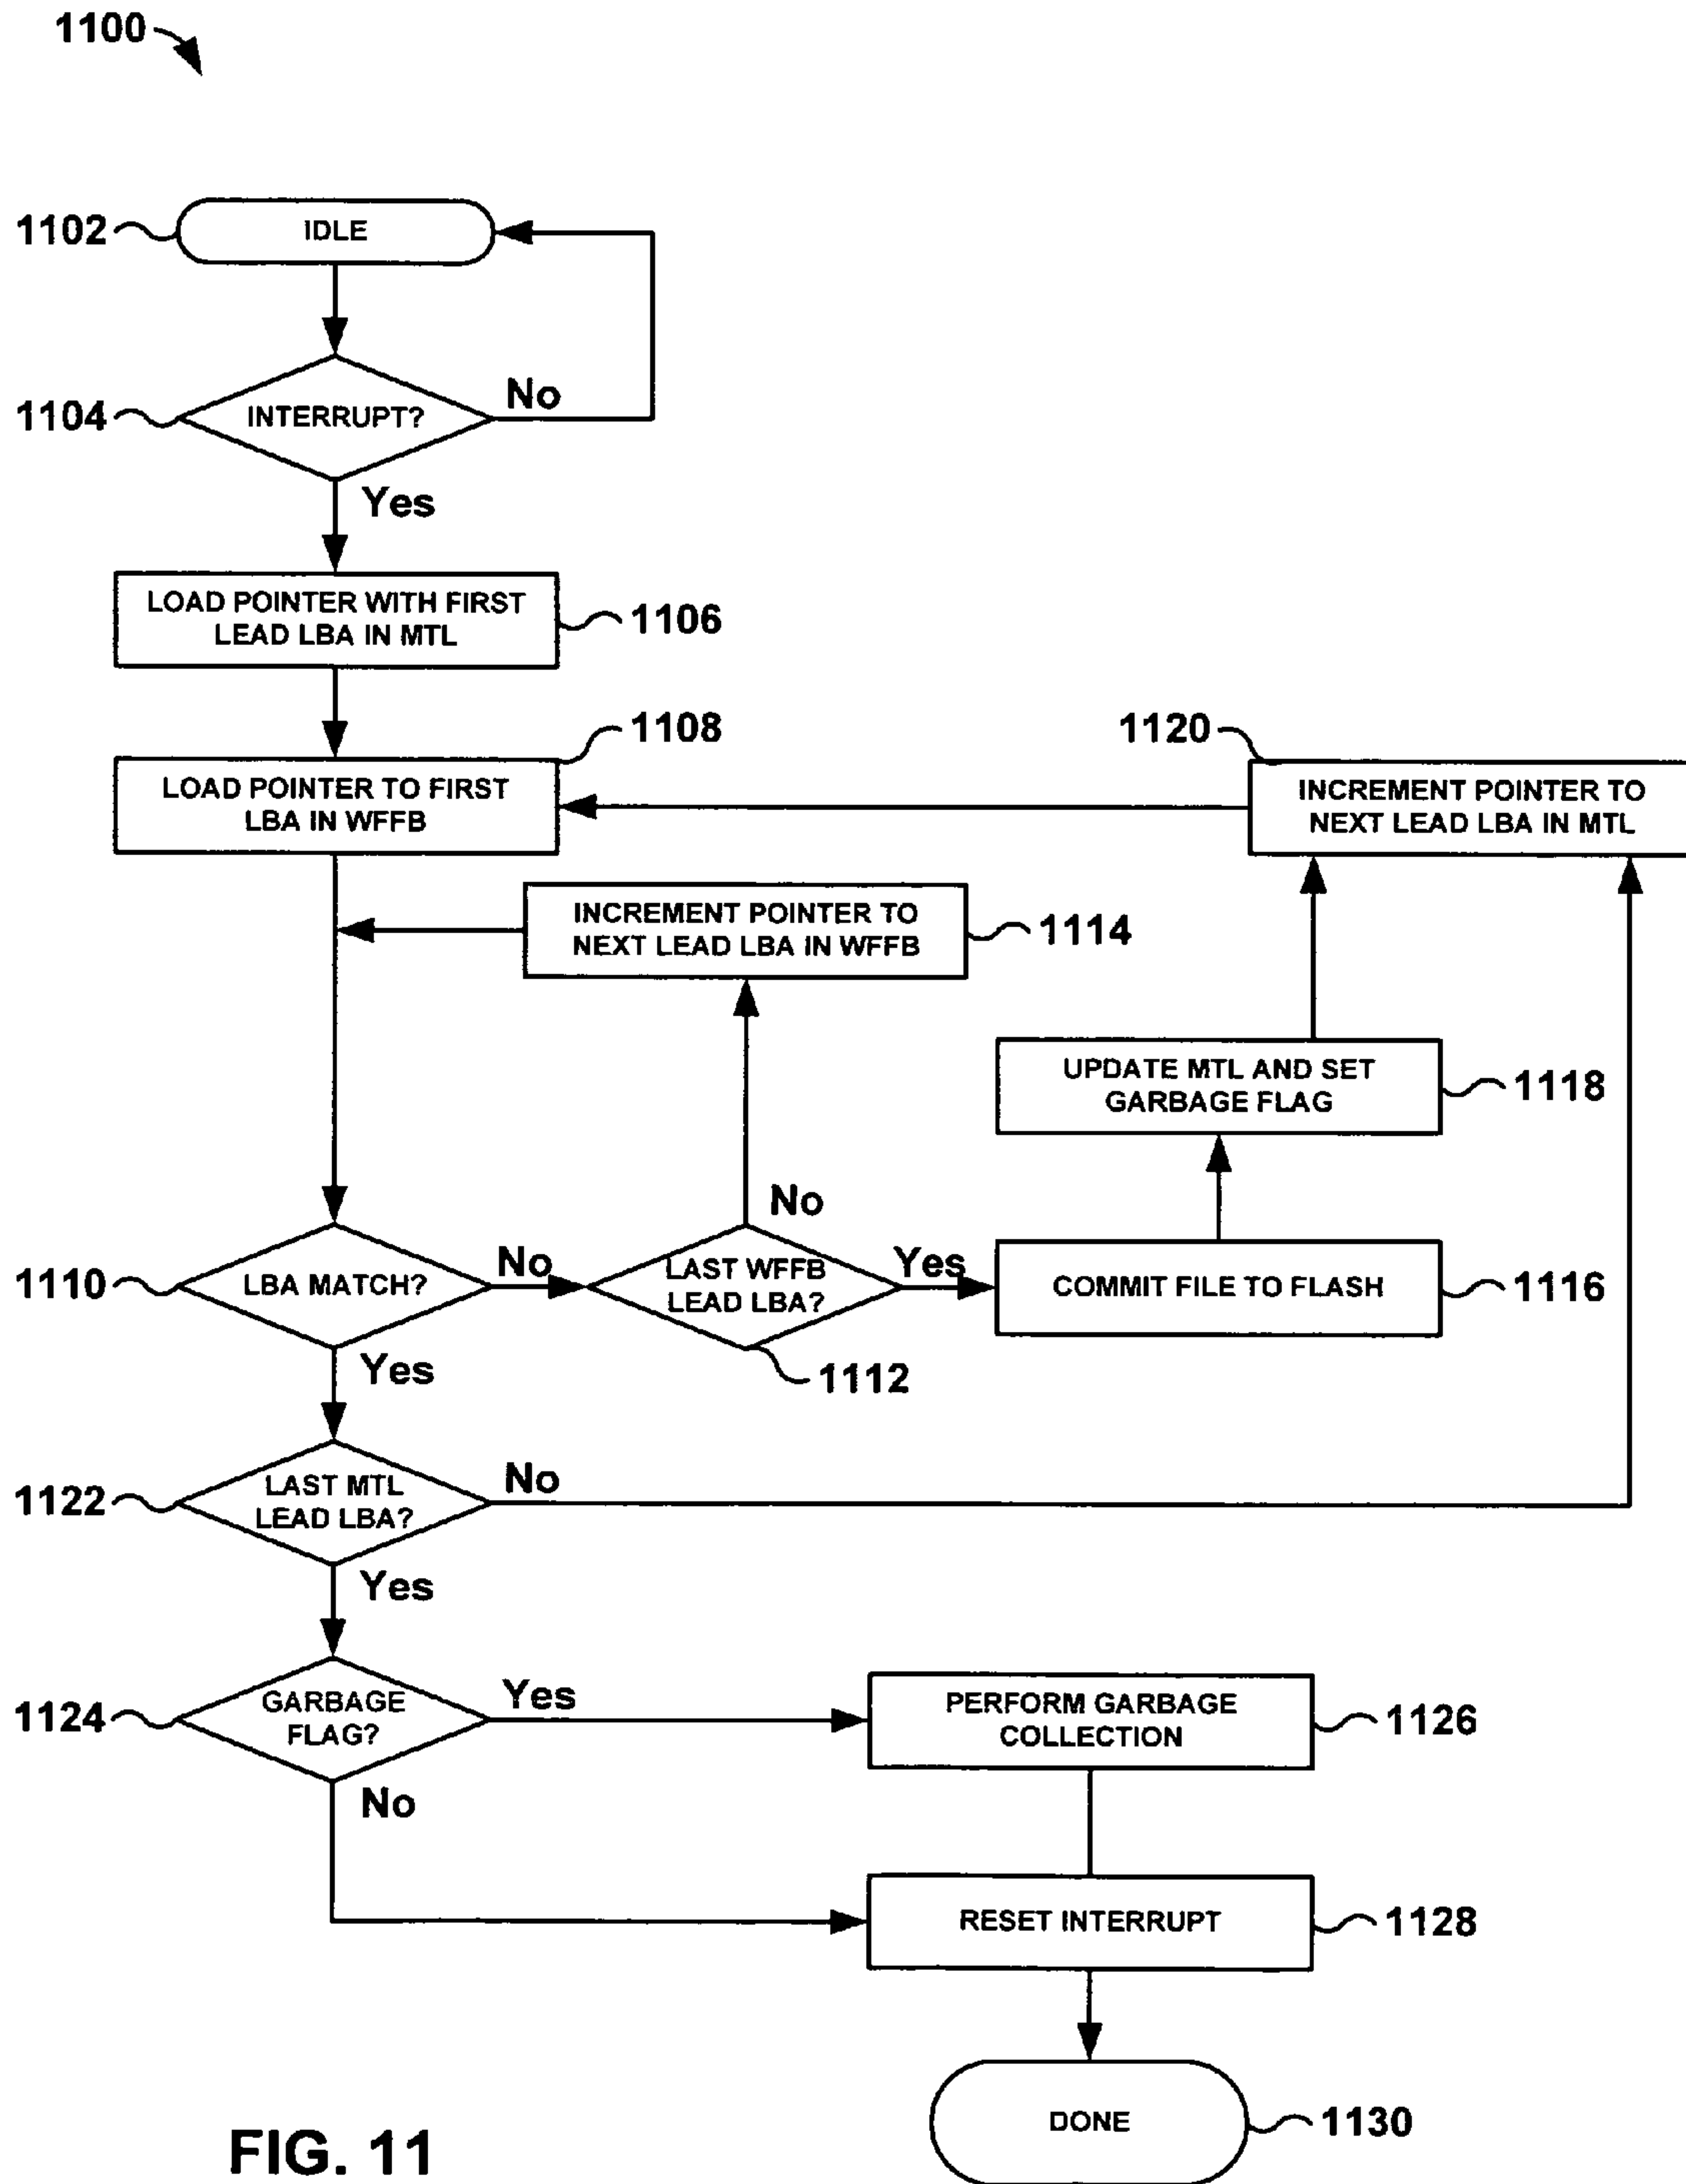 1100
1102
IDLE
1104
INTERRUPT?
No
Yes
LOAD POINTER WITH FIRST
LEAD LBA IN MTL
1106
1108
LOAD POINTER TO FIRST
LBA IN WFFB
1120
INCREMENT POINTER TO
NEXT LEAD LBA IN MTL
INCREMENT POINTER TO
NEXT LEAD LBA IN WFFB
1114
UPDATE MTL AND SET
GARBAGE FLAG
1118
No
1110
LBA MATCH?
No
LAST WFFB
LEAD LBA?
Yes
COMMIT FILE TO FLASH
1116
Yes
1112
1122
LAST MTL
LEAD LBA?
No
Yes
1124
GARBAGE
FLAG?
Yes
PERFORM GARBAGE
COLLECTION
1126
No
RESET INTERRUPT
1128
DONE
1130
FIG. 11